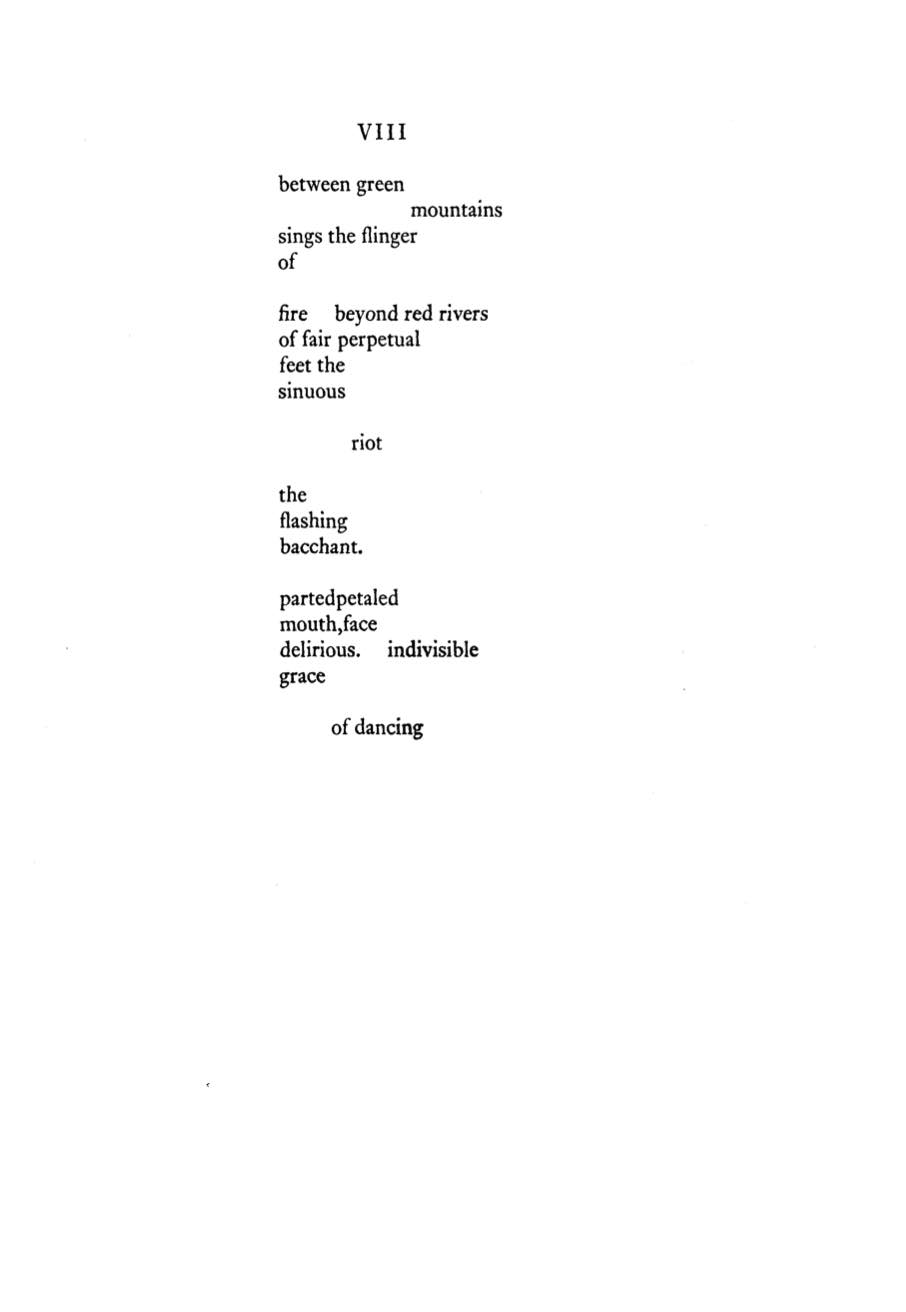 VIII
between green
mountains
sings the flinger
of
fire beyond red rivers
of fair perpetual
feet the
sinuous
riot
the
flashing
bacchant.
partedpetaled
mouth,face
delirious. indivisible
grace
of dancing